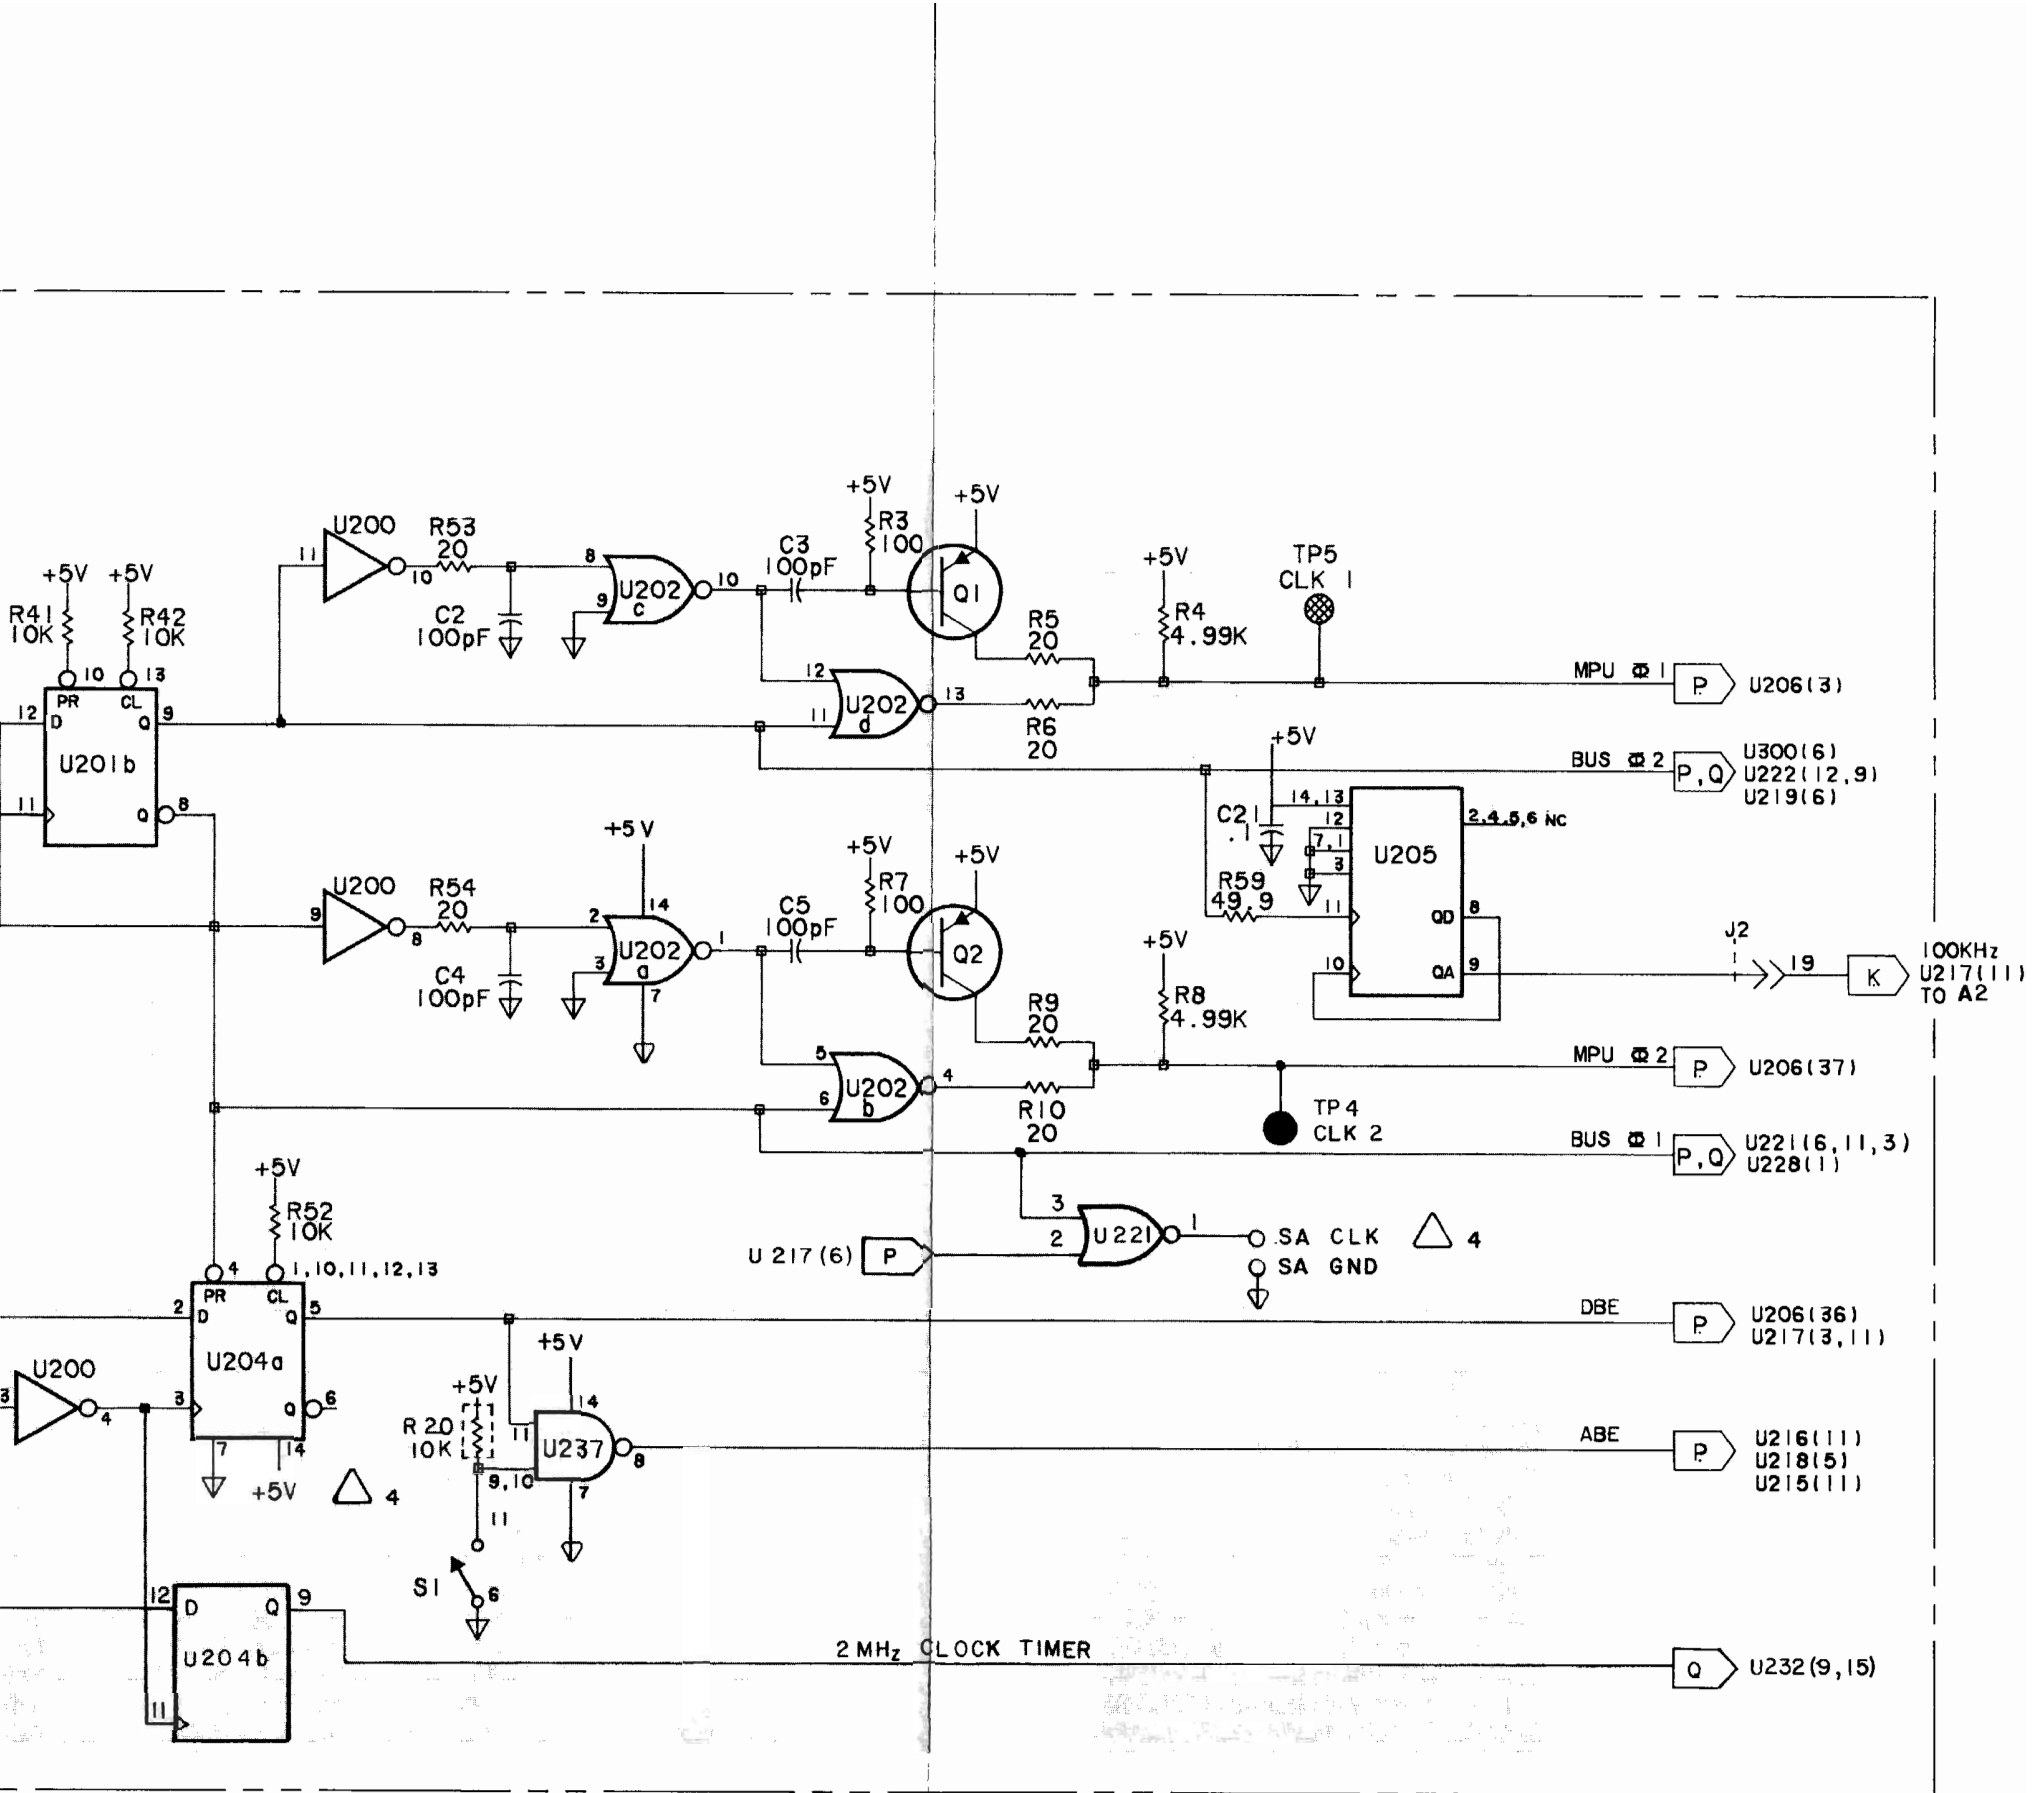 +5V
+5V
U200
R53
20
R3
100
C3
100pF
11
10
8
U202
c
9
10
Q1
+5V
+5V
R41
10K
R42
10K
C2
100pF
10
13
PR
CL
12
D
Q
9
U201b
11
Q
8
12
11
U202
d
13
R5
20
R6
20
+5V
R4
4.99K
TP5
CLK 1
MPU Φ 1
P
U206(3)
+5V
BUS Φ 2
P,Q
U300(6)
U222(12,9)
U219(6)
C21
.1
14,13
12
7,1
3
U205
2,4,5,6 NC
R59
49.9
11
QD
8
10
QA
9
J2
19
K
100KHz
U217(11)
TO A2
U200
9
8
R54
20
C4
100pF
+5V
14
2
U202
a
3
7
1
C5
100pF
+5V
R7
100
+5V
Q2
+5V
R8
4.99K
R9
20
R10
20
5
6
U202
b
4
MPU Φ 2
P
U206(37)
TP4
CLK 2
BUS Φ 1
P,Q
U221(6,11,3)
U228(1)
3
2
U221
1
SA CLK
4
SA GND
U217(6)
P
+5V
R52
10K
4
1,10,11,12,13
PR
CL
2
D
Q
5
U204a
3
Q
6
7
14
+5V
4
U200
3
4
DBE
P
U206(36)
U217(3,11)
+5V
14
+5V
R20
10K
11
U237
9,10
7
8
11
S1
6
ABE
P
U216(11)
U218(5)
U215(11)
12
D
Q
9
U204b
11
2MHz CLOCK TIMER
Q
U232(9,15)